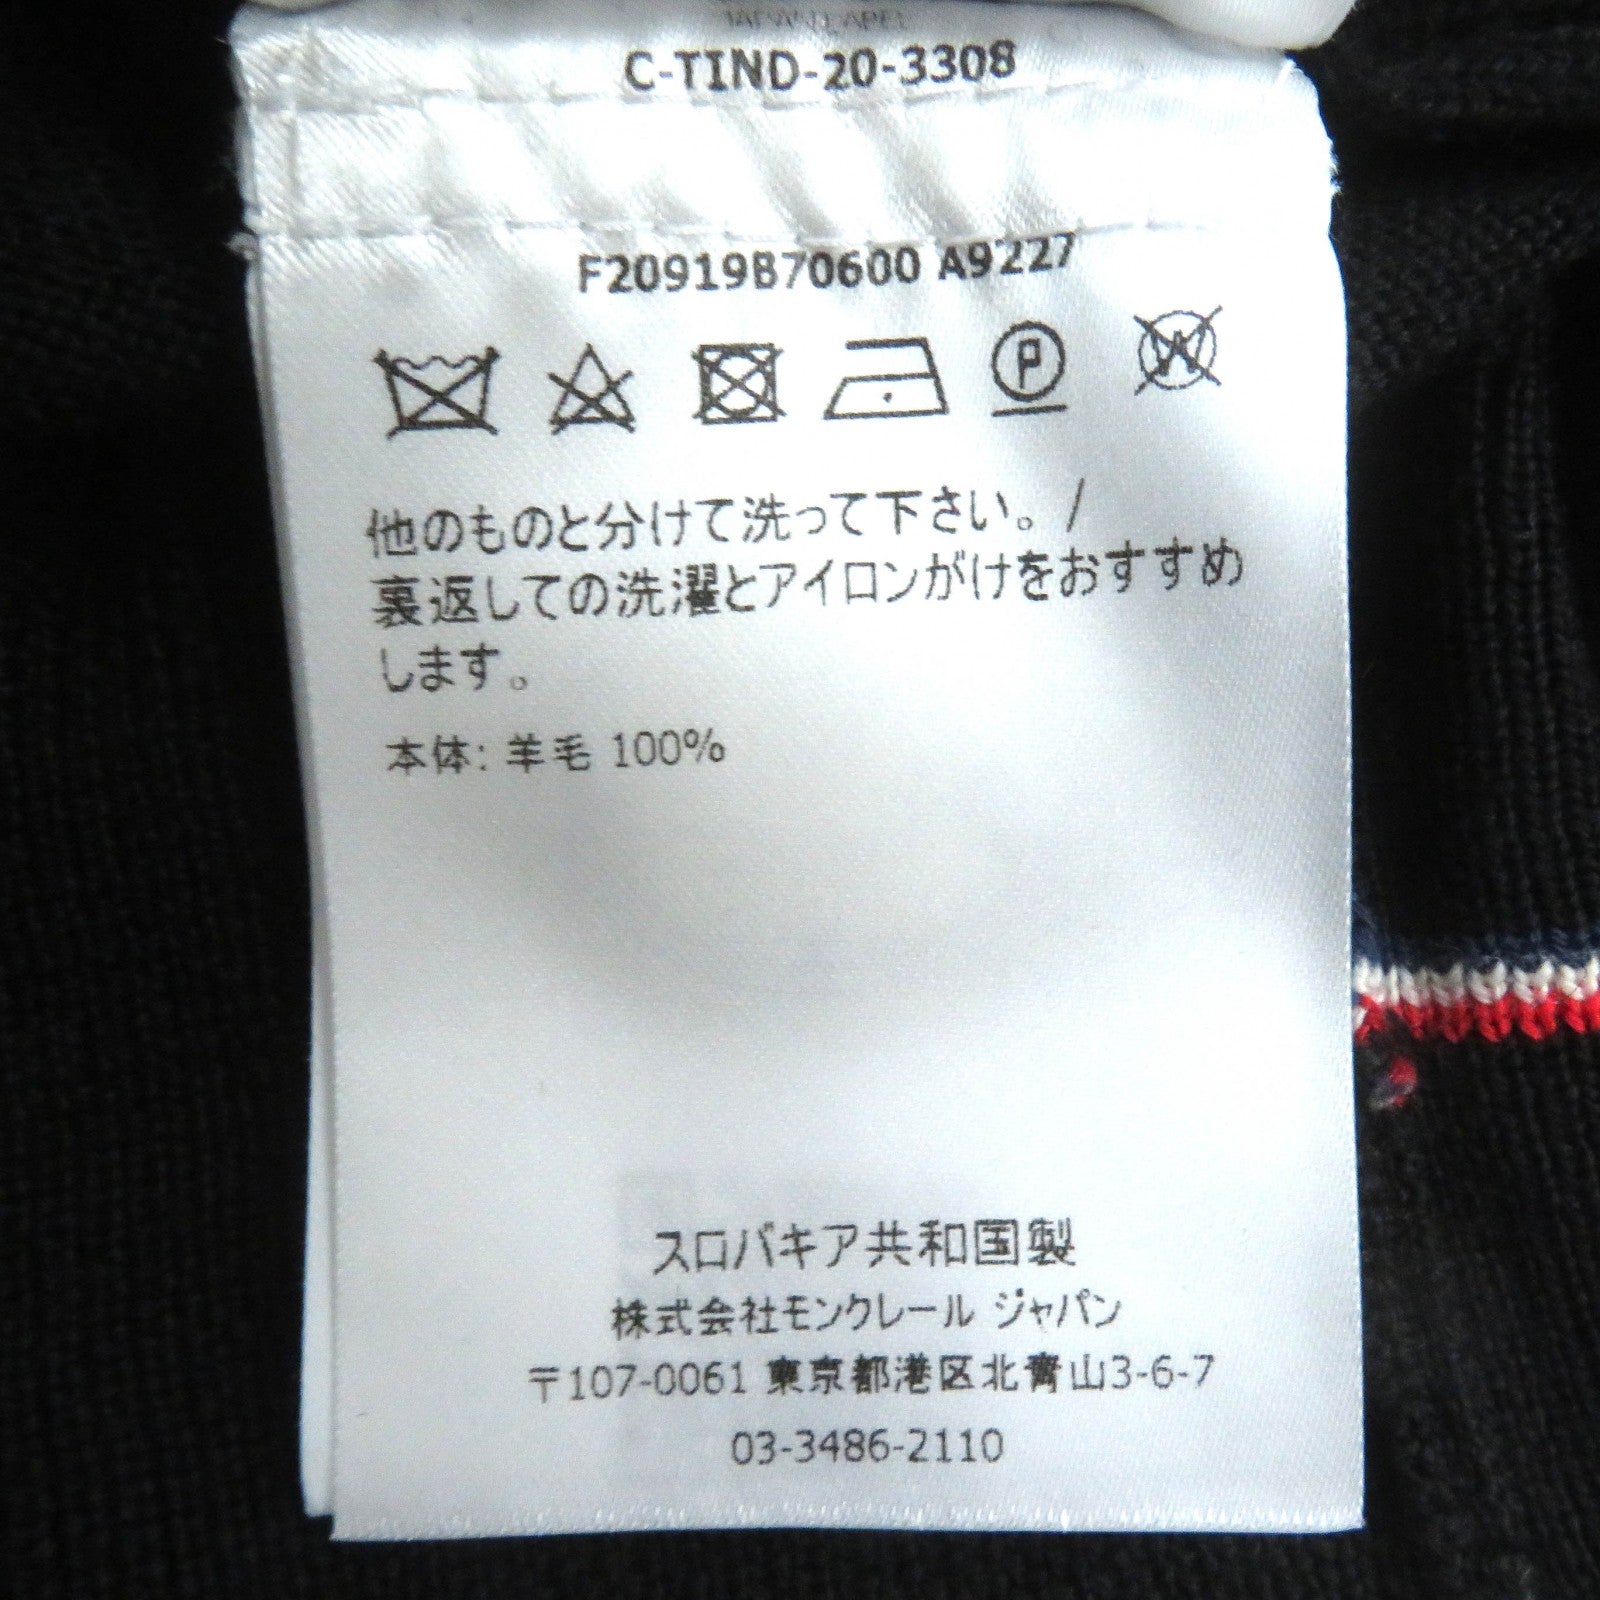 JAPAN LABEL
C-TIND-20-3308
F20919B70600 A9227
P
W
他のものと分けて洗って下さい。/
裏返しての洗濯とアイロンがけをおすすめ
します。
本体: 羊毛 100%
スロバキア共和国製
株式会社モンクレール ジャパン
〒107-0061 東京都港区北青山3-6-7
03-3486-2110